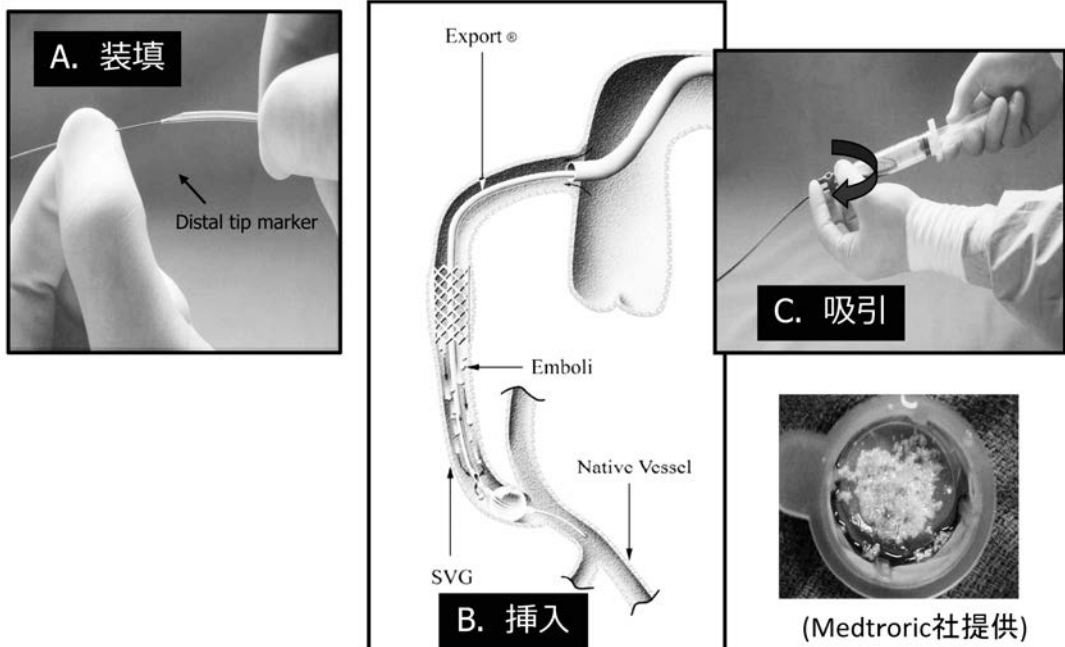 A. 装填
Distal tip marker
Export ®
Emboli
Native Vessel
SVG
B. 挿入
C. 吸引
(Medtroric社提供)